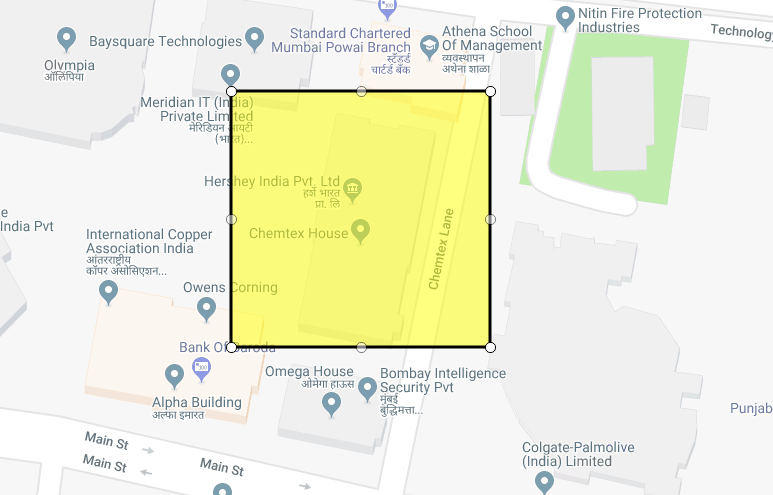 Nitin Fire Protection
Industries
Technology
Olympia
ऑलिंपिया
Baysquare Technologies
Standard Chartered
Mumbai Powai Branch
स्टँडर्ड
चार्टर्ड बँक
Athena School
Of Management
व्यवस्थापन
अथेना शाळा
Meridian IT (India)
Private Limited
मेरिडियन आयटी
(भारत)...
Hershey India Pvt. Ltd
हर्शे भारत
प्रा. लि
Chemtex House
Chemtex Lane
e
India Pvt
International Copper
Association India
आंतरराष्ट्रीय
कॉपर असोसिएशन...
Owens Corning
Bank Of Baroda
Alpha Building
अल्फा इमारत
Omega House
ओमेगा हाऊस
Bombay Intelligence
Security Pvt
मुंबई
बुद्धिमत्ता...
Punjab
Main St
Main St
Main St
Colgate-Palmolive
(India) Limited